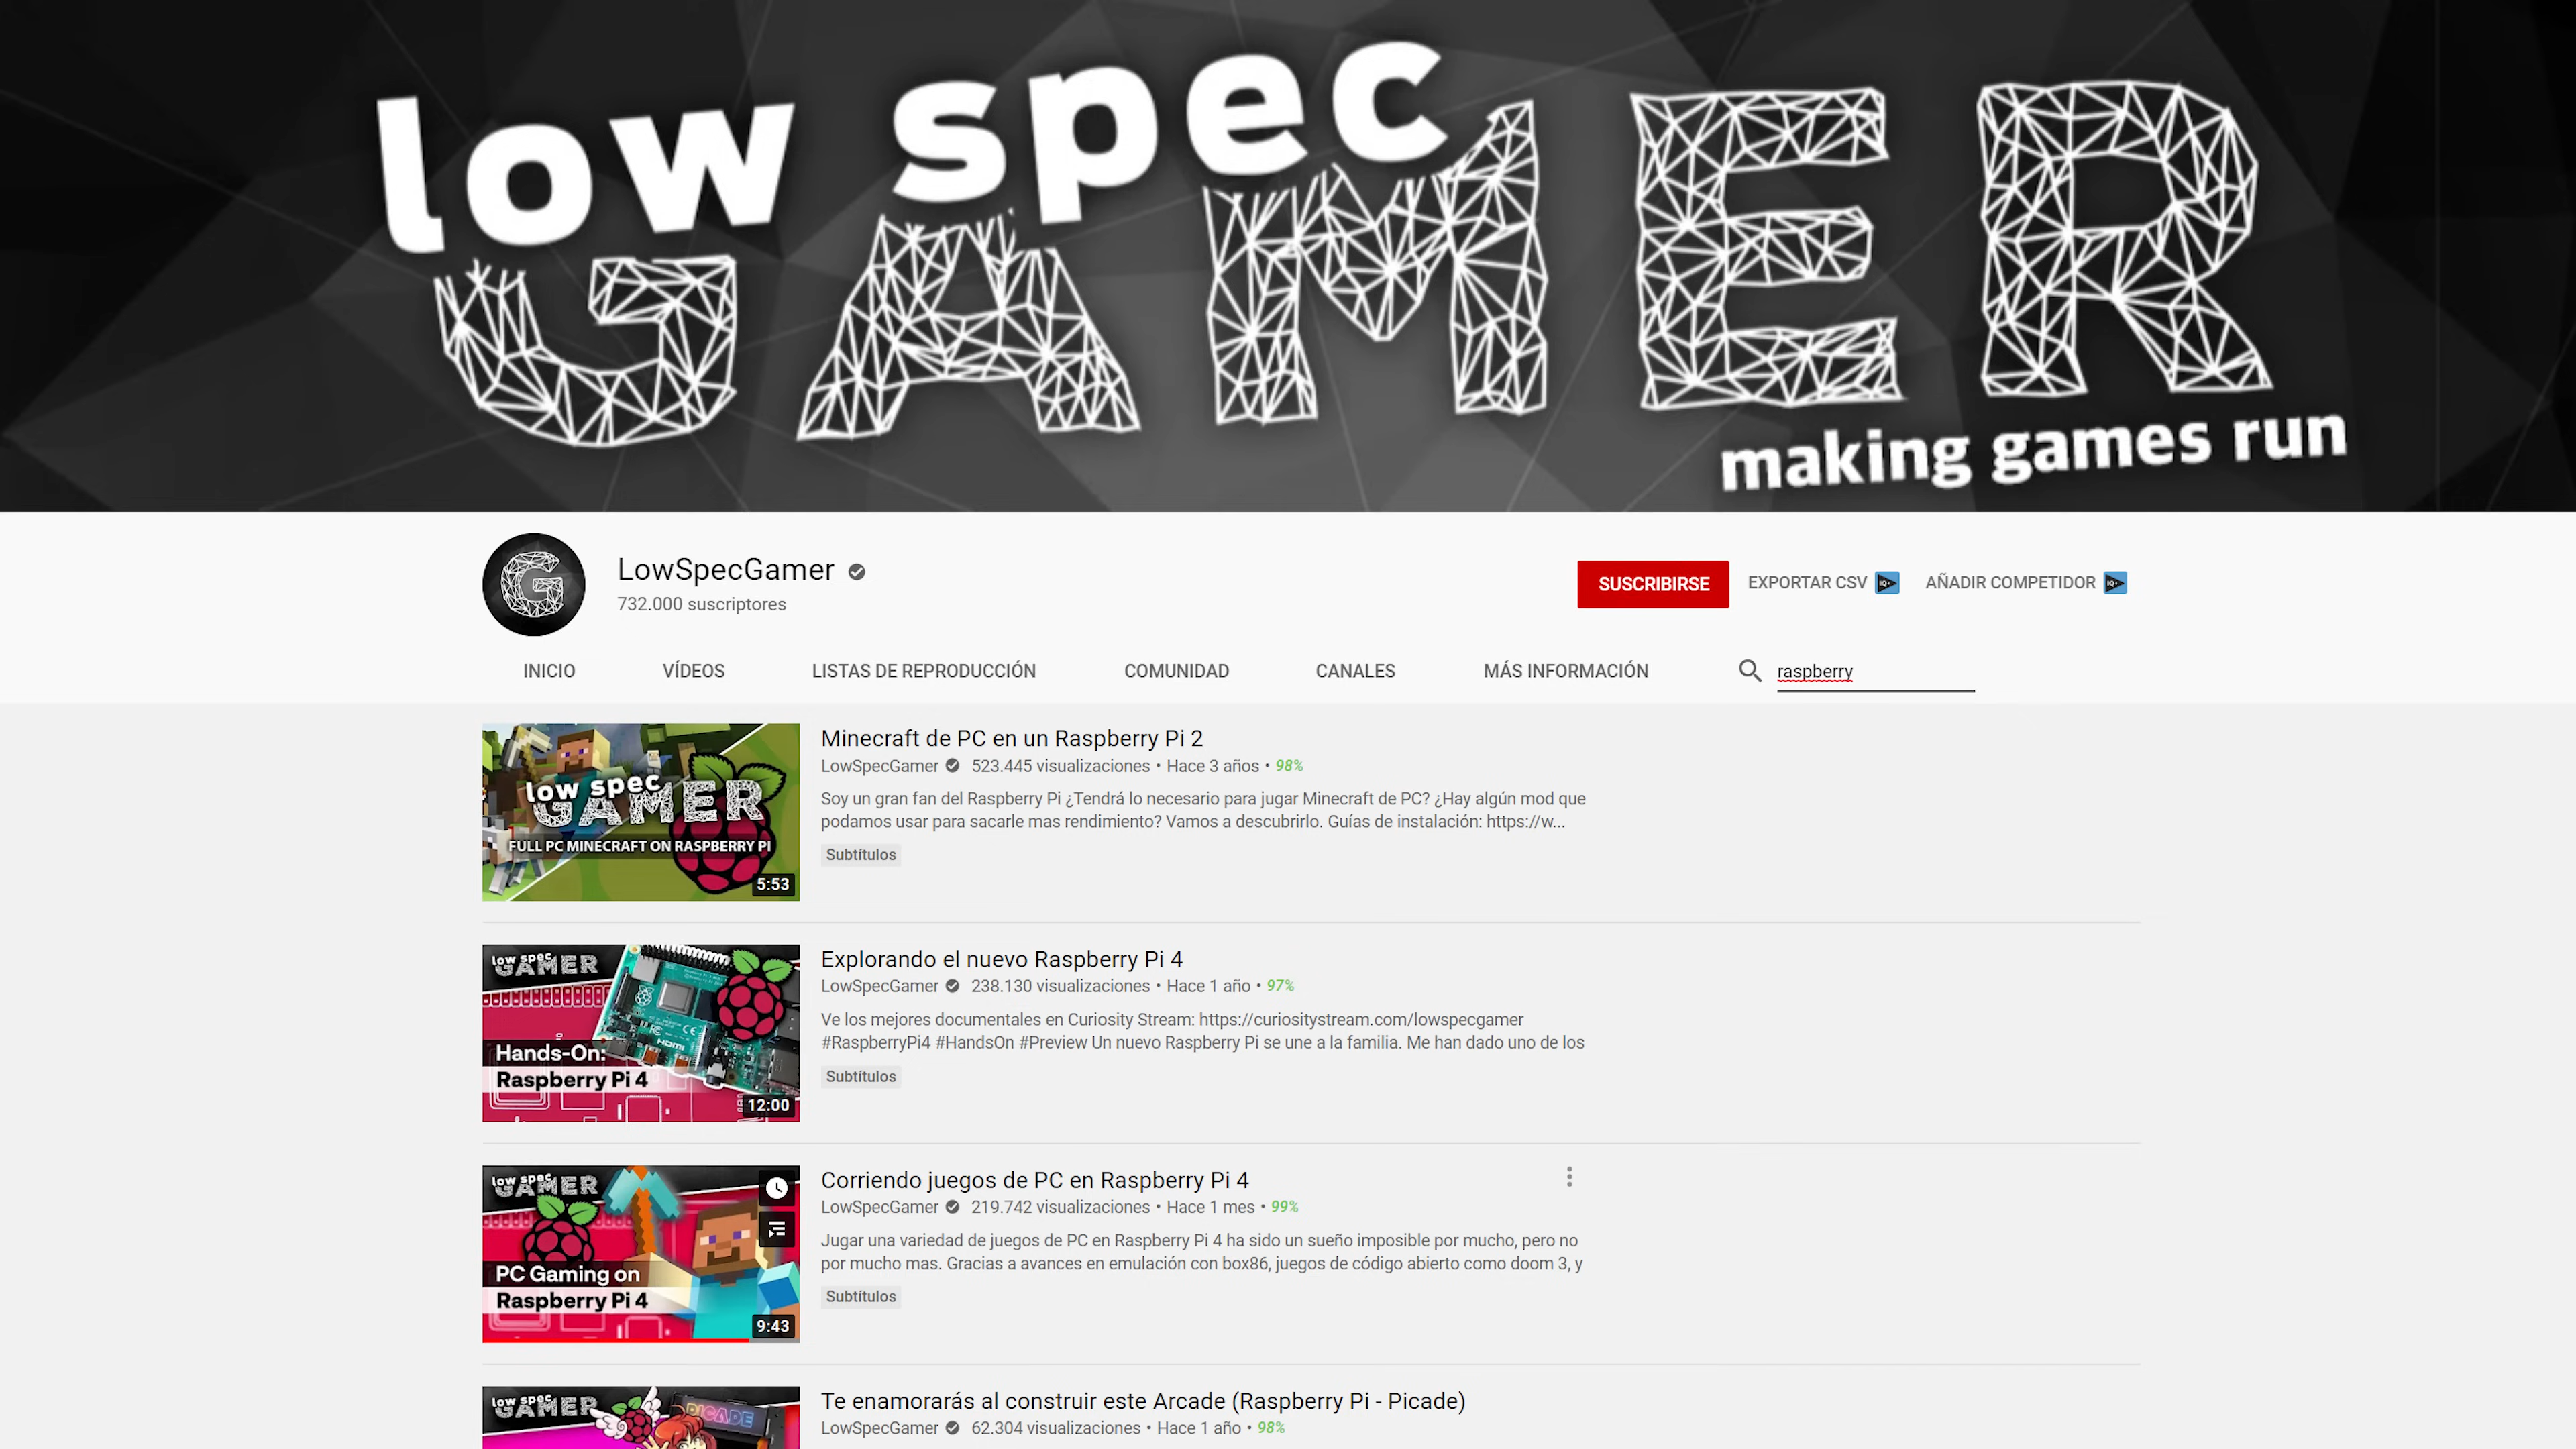 low spec
GAMER
making games run
G
LowSpecGamer
732.000 suscriptores
SUSCRIBIRSE
EXPORTAR CSV
IQ+
AÑADIR COMPETIDOR
IQ+
INICIO
VÍDEOS
LISTAS DE REPRODUCCIÓN
COMUNIDAD
CANALES
MÁS INFORMACIÓN
raspberry
low spec
GAMER
FULL PC MINECRAFT ON RASPBERRY PI
5:53
Minecraft de PC en un Raspberry Pi 2
LowSpecGamer 523.445 visualizaciones • Hace 3 años • 98%
Soy un gran fan del Raspberry Pi ¿Tendrá lo necesario para jugar Minecraft de PC? ¿Hay algún mod que
podamos usar para sacarle mas rendimiento? Vamos a descubrirlo. Guías de instalación: https://w...
Subtítulos
low spec
GAMER
HDMI
Hands-On:
Raspberry Pi 4
12:00
Explorando el nuevo Raspberry Pi 4
LowSpecGamer 238.130 visualizaciones • Hace 1 año • 97%
Ve los mejores documentales en Curiosity Stream: https://curiositystream.com/lowspecgamer
#RaspberryPi4 #HandsOn #Preview Un nuevo Raspberry Pi se une a la familia. Me han dado uno de los
Subtítulos
low spec
GAMER
PC Gaming on
Raspberry Pi 4
9:43
Corriendo juegos de PC en Raspberry Pi 4
LowSpecGamer 219.742 visualizaciones • Hace 1 mes • 99%
Jugar una variedad de juegos de PC en Raspberry Pi 4 ha sido un sueño imposible por mucho, pero no
por mucho mas. Gracias a avances en emulación con box86, juegos de código abierto como doom 3, y
Subtítulos
low spec
GAMER
PICADE
Te enamorarás al construir este Arcade (Raspberry Pi - Picade)
LowSpecGamer 62.304 visualizaciones • Hace 1 año • 98%